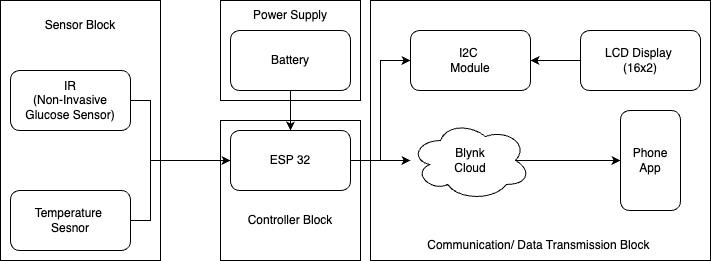 Sensor Block
IR
(Non-Invasive
Glucose Sensor)
Temperature
Sesnor
Power Supply
Battery
ESP 32
Controller Block
I2C
Module
LCD Display
(16x2)
Blynk
Cloud
Phone
App
Communication/ Data Transmission Block